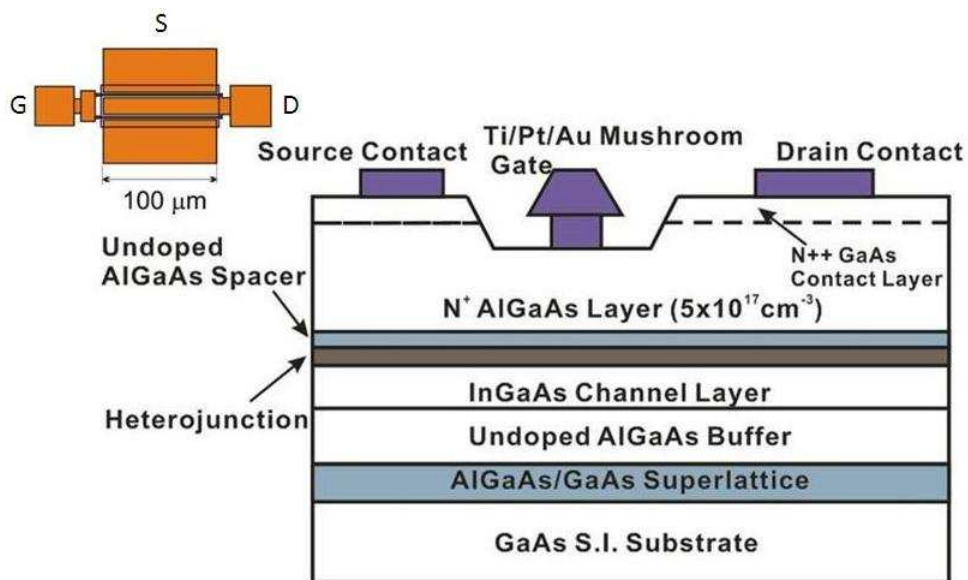 S
G
D
100 μm
Ti/Pt/Au Mushroom
Gate
Source Contact
Drain Contact
Undoped
AlGaAs Spacer
N++ GaAs
Contact Layer
N⁺ AlGaAs Layer (5x10¹⁷cm⁻³)
Heterojunction
InGaAs Channel Layer
Undoped AlGaAs Buffer
AlGaAs/GaAs Superlattice
GaAs S.I. Substrate